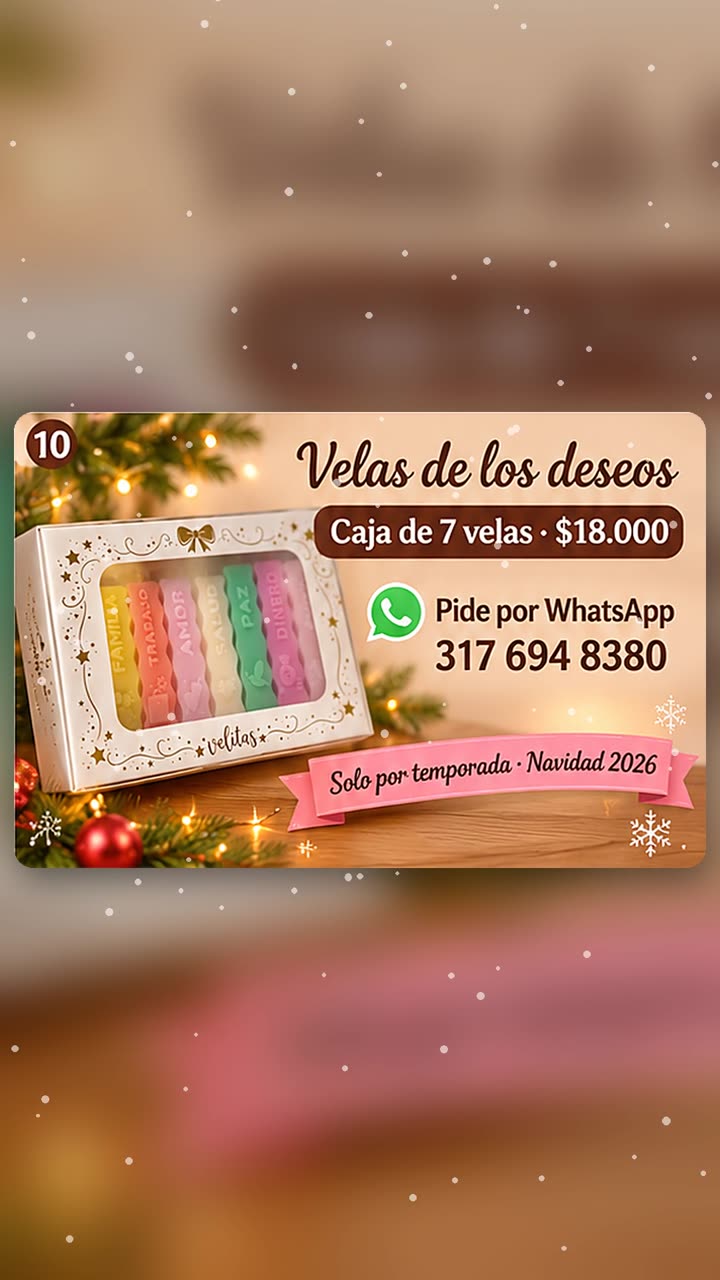 10
Velas de los deseos
Caja de 7 velas · $18.000
Pide por WhatsApp
317 694 8380
FAMILIA
TRABAJO
AMOR
SALUD
PAZ
DINERO
velitas
Solo por temporada · Navidad 2026